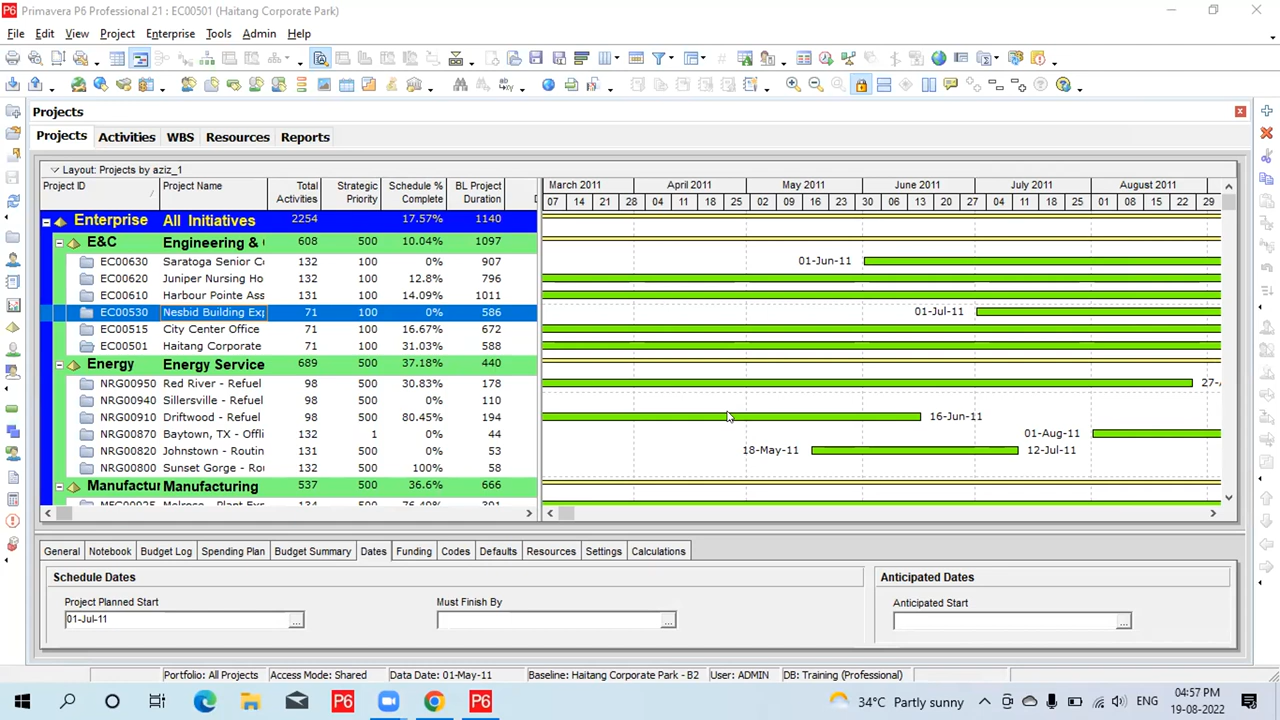 Primavera P6 Professional 21 : EC00501 (Haitang Corporate Park)
File Edit View Project Enterprise Tools Admin Help
Projects
Projects Activities WBS Resources Reports
Layout: Projects by aziz_1
Project ID Project Name Total Activities Strategic Priority Schedule % Complete BL Project Duration
March 2011 April 2011 May 2011 June 2011 July 2011 August 2011
07 14 21 28 04 11 18 25 02 09 16 23 30 06 13 20 27 04 11 18 25 01 08 15 22 29
Enterprise All Initiatives 2254 17.57% 1140
E&C Engineering & 608 500 10.04% 1097
EC00630 Saratoga Senior C 132 100 0% 907 01-Jun-11
EC00620 Juniper Nursing Ho 132 100 12.8% 796
EC00610 Harbour Pointe Ass 131 100 14.09% 1011
EC00530 Nesbid Building Exp 71 100 0% 586 01-Jul-11
EC00515 City Center Office 71 100 16.67% 672
EC00501 Haitang Corporate 71 100 31.03% 588
Energy Energy Service 689 500 37.18% 440
NRG00950 Red River - Refuel 98 500 30.83% 178 27-
NRG00940 Sillersville - Refuel 98 500 0% 110
NRG00910 Driftwood - Refuel 98 500 80.45% 194 16-Jun-11
NRG00870 Baytown, TX - Offli 132 1 0% 44 01-Aug-11
NRG00820 Johnstown - Routin 131 500 0% 53 18-May-11 12-Jul-11
NRG00800 Sunset Gorge - Ro 132 500 100% 58
Manufactur Manufacturing 537 500 36.6% 666
General Notebook Budget Log Spending Plan Budget Summary Dates Funding Codes Defaults Resources Settings Calculations
Schedule Dates Anticipated Dates
Project Planned Start Must Finish By Anticipated Start
01-Jul-11
Portfolio: All Projects Access Mode: Shared Data Date: 01-May-11 Baseline: Haitang Corporate Park - B2 User: ADMIN DB: Training (Professional)
34°C Partly sunny ENG 04:57 PM
19-08-2022